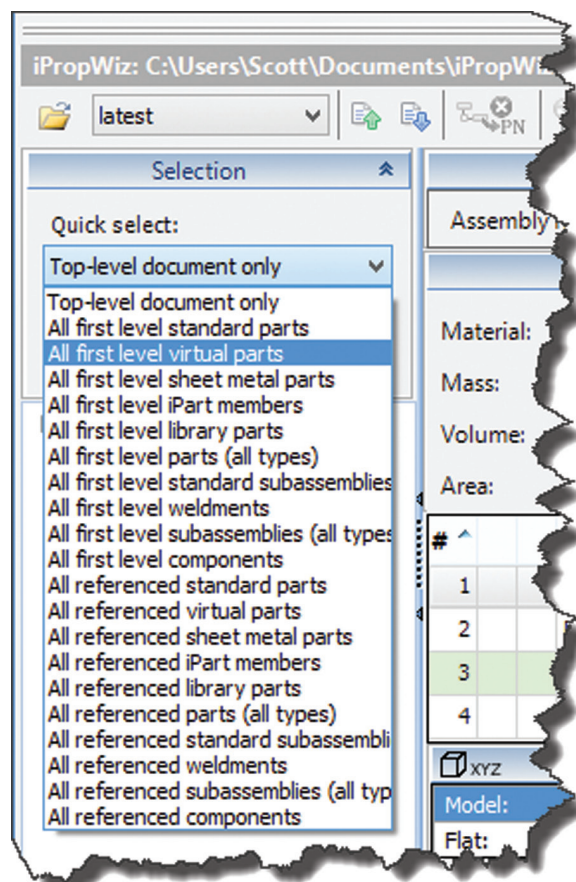 iPropWiz: C:\Users\Scott\Documents\iPropWiz
latest
PN
Selection
Quick select:
Top-level document only
Top-level document only
All first level standard parts
All first level virtual parts
All first level sheet metal parts
All first level iPart members
All first level library parts
All first level parts (all types)
All first level standard subassemblies
All first level weldments
All first level subassemblies (all types
All first level components
All referenced standard parts
All referenced virtual parts
All referenced sheet metal parts
All referenced iPart members
All referenced library parts
All referenced parts (all types)
All referenced standard subassembli
All referenced weldments
All referenced subassemblies (all typ
All referenced components
Assembly
Material:
Mass:
Volume:
Area:
#
1
2
3
4
XYZ
Model:
Flat: